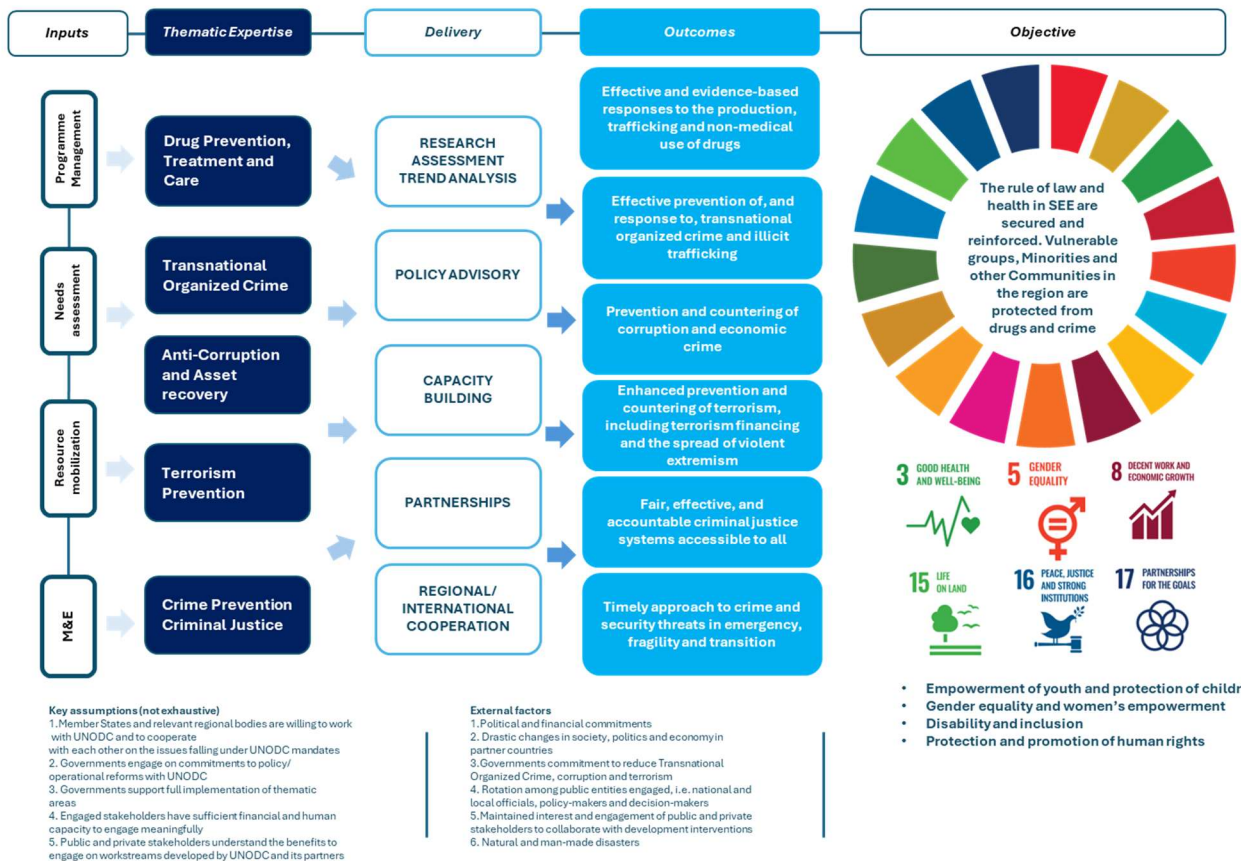 Inputs
Thematic Expertise
Delivery
Outcomes
Objective
Programme
Management
Needs
assessment
Resource
mobilization
M&E
Drug Prevention,
Treatment and
Care
Transnational
Organized Crime
Anti-Corruption
and Asset
recovery
Terrorism
Prevention
Crime Prevention
Criminal Justice
RESEARCH
ASSESSMENT
TREND ANALYSIS
POLICY ADVISORY
CAPACITY
BUILDING
PARTNERSHIPS
REGIONAL/
INTERNATIONAL
COOPERATION
Effective and evidence-based
responses to the production,
trafficking and non-medical
use of drugs
Effective prevention of, and
response to, transnational
organized crime and illicit
trafficking
Prevention and countering of
corruption and economic
crime
Enhanced prevention and
countering of terrorism,
including terrorism financing
and the spread of violent
extremism
Fair, effective, and
accountable criminal justice
systems accessible to all
Timely approach to crime and
security threats in emergency,
fragility and transition
The rule of law and
health in SEE are
secured and
reinforced. Vulnerable
groups, Minorities and
other Communities in
the region are
protected from
drugs and crime
3 GOOD HEALTH
AND WELL-BEING
5 GENDER
EQUALITY
8 DECENT WORK AND
ECONOMIC GROWTH
15 LIFE
ON LAND
16 PEACE, JUSTICE
AND STRONG
INSTITUTIONS
17 PARTNERSHIPS
FOR THE GOALS
• Empowerment of youth and protection of childr
• Gender equality and women's empowerment
• Disability and inclusion
• Protection and promotion of human rights
Key assumptions (not exhaustive)
1.Member States and relevant regional bodies are willing to work
with UNODC and to cooperate
with each other on the issues falling under UNODC mandates
2. Governments engage on commitments to policy/
operational reforms with UNODC
3. Governments support full implementation of thematic
areas
4. Engaged stakeholders have sufficient financial and human
capacity to engage meaningfully
5. Public and private stakeholders understand the benefits to
engage on workstreams developed by UNODC and its partners
External factors
1.Political and financial commitments
2. Drastic changes in society, politics and economy in
partner countries
3.Governments commitment to reduce Transnational
Organized Crime, corruption and terrorism
4. Rotation among public entities engaged, i.e. national and
local officials, policy-makers and decision-makers
5.Maintained interest and engagement of public and private
stakeholders to collaborate with development interventions
6. Natural and man-made disasters